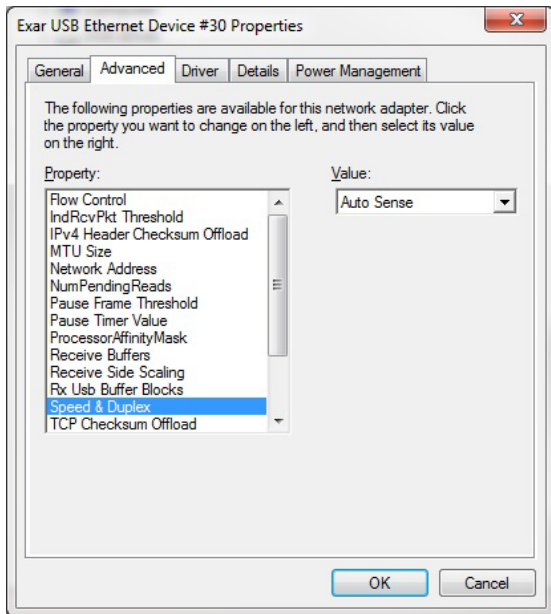 Exar USB Ethernet Device #30 Properties
General Advanced Driver Details Power Management
The following properties are available for this network adapter. Click
the property you want to change on the left, and then select its value
on the right.
Property:
Flow Control
IndRcvPkt Threshold
IPv4 Header Checksum Offload
MTU Size
Network Address
NumPendingReads
Pause Frame Threshold
Pause Timer Value
ProcessorAffinityMask
Receive Buffers
Receive Side Scaling
Rx Usb Buffer Blocks
Speed & Duplex
TCP Checksum Offload
Value:
Auto Sense
OK Cancel